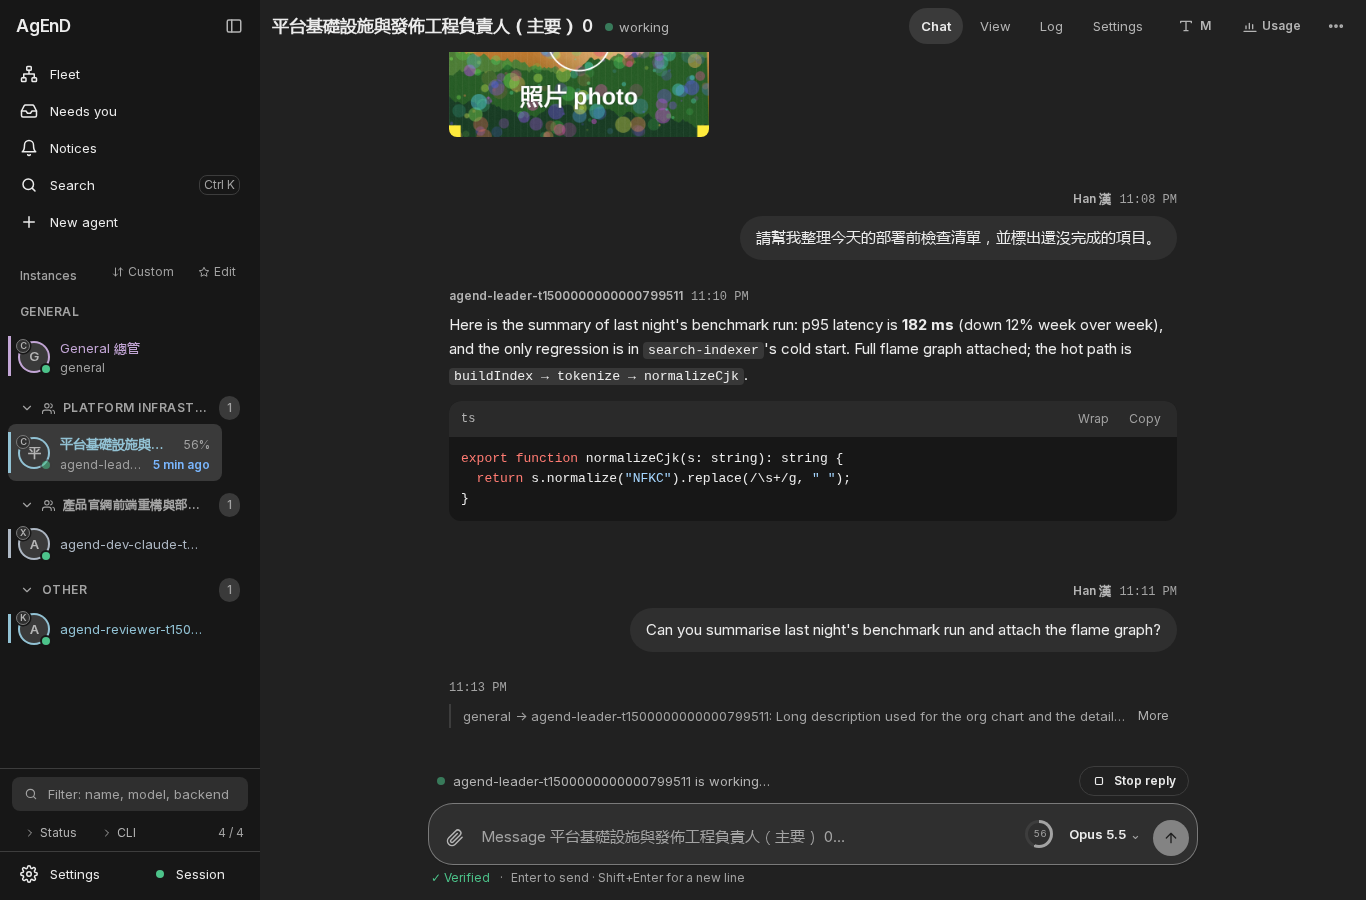 AgEnD
Fleet
Needs you
Notices
Search
Ctrl K
New agent
Instances
Custom
Edit
GENERAL
C
G
General 總管
general
PLATFORM INFRAST…
1
C
平
平台基礎設施與…
56%
agend-lead…
5 min ago
產品官網前端重構與部…
1
X
A
agend-dev-claude-t…
OTHER
1
K
A
agend-reviewer-t150…
Filter: name, model, backend
Status
CLI
4 / 4
Settings
Session
平台基礎設施與發佈工程負責人（主要）0
working
Chat
View
Log
Settings
M
Usage
照片 photo
Han 漢 11:08 PM
請幫我整理今天的部署前檢查清單，並標出還沒完成的項目。
agend-leader-t1500000000000799511 11:10 PM
Here is the summary of last night's benchmark run: p95 latency is 182 ms (down 12% week over week),
and the only regression is in search-indexer's cold start. Full flame graph attached; the hot path is
buildIndex → tokenize → normalizeCjk.
ts
Wrap
Copy
export function normalizeCjk(s: string): string {
return s.normalize("NFKC").replace(/\s+/g, " ");
}
Han 漢 11:11 PM
Can you summarise last night's benchmark run and attach the flame graph?
11:13 PM
general → agend-leader-t1500000000000799511: Long description used for the org chart and the detail…
More
agend-leader-t1500000000000799511 is working…
Stop reply
Message 平台基礎設施與發佈工程負責人（主要）0…
56
Opus 5.5
✓ Verified · Enter to send · Shift+Enter for a new line